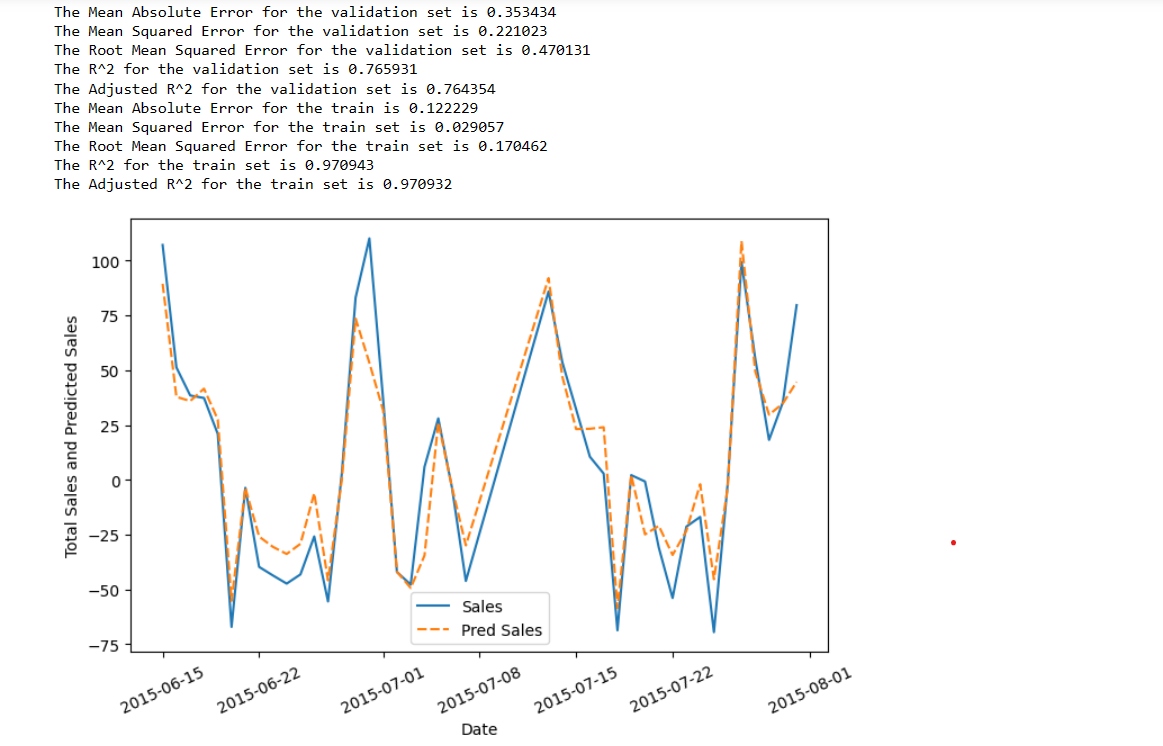 The Mean Absolute Error for the validation set is 0.353434
The Mean Squared Error for the validation set is 0.221023
The Root Mean Squared Error for the validation set is 0.470131
The R^2 for the validation set is 0.765931
The Adjusted R^2 for the validation set is 0.764354
The Mean Absolute Error for the train is 0.122229
The Mean Squared Error for the train set is 0.029057
The Root Mean Squared Error for the train set is 0.170462
The R^2 for the train set is 0.970943
The Adjusted R^2 for the train set is 0.970932
Total Sales and Predicted Sales
100
75
50
25
0
−25
−50
−75
Sales
Pred Sales
2015-06-15
2015-06-22
2015-07-01
2015-07-08
2015-07-15
2015-07-22
2015-08-01
Date